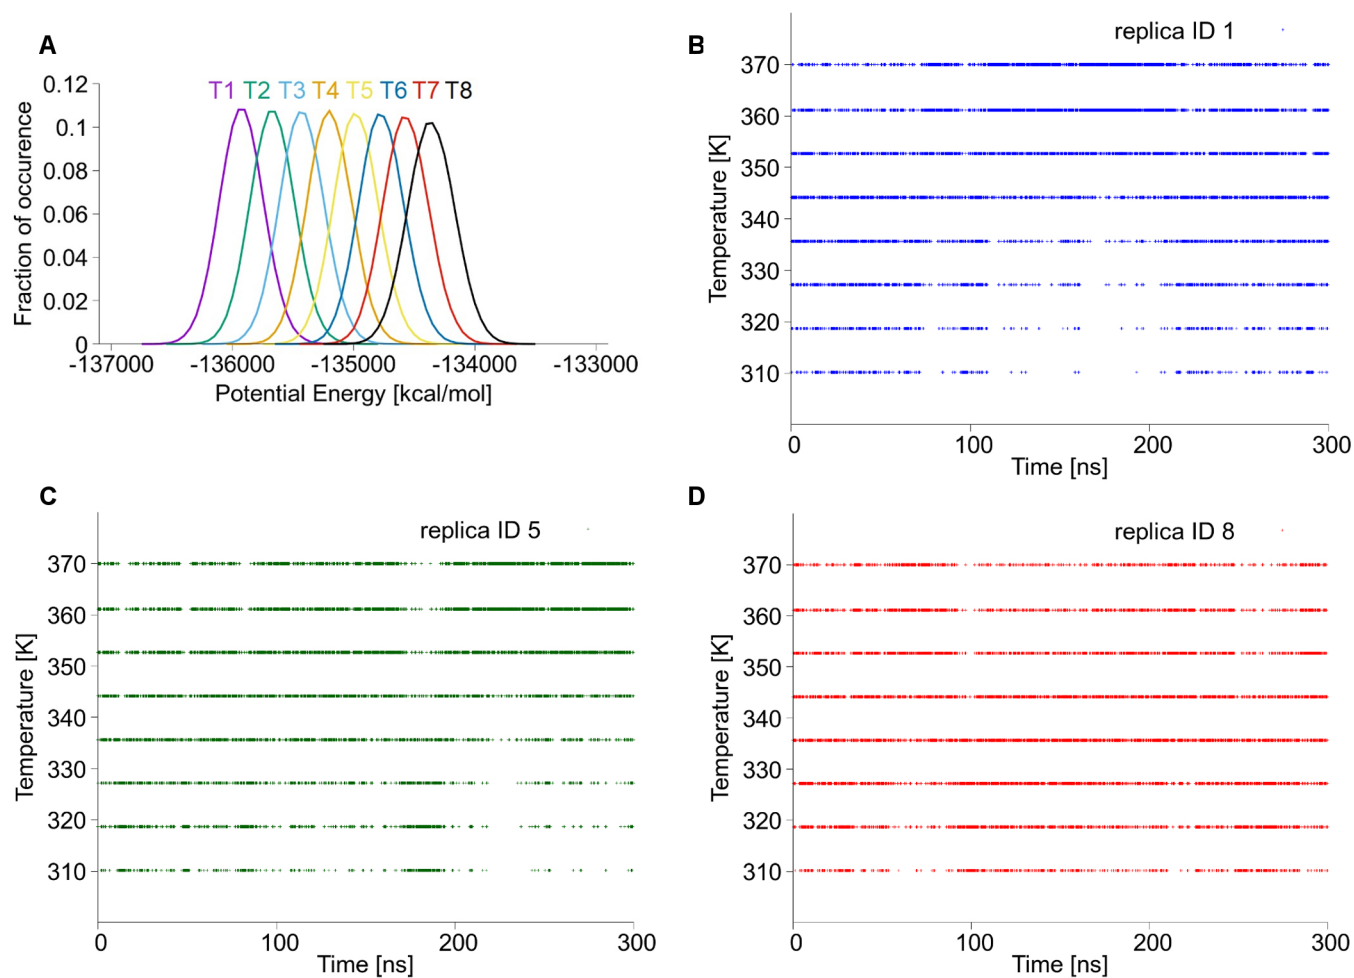 A
T1 T2 T3 T4 T5 T6 T7 T8
0.12
0.1
0.08
0.06
0.04
0.02
0
Fraction of occurence
-137000 -136000 -135000 -134000 -133000
Potential Energy [kcal/mol]
B
replica ID 1
370
360
350
340
330
320
310
Temperature [K]
0 100 200 300
Time [ns]
C
replica ID 5
370
360
350
340
330
320
310
Temperature [K]
0 100 200 300
Time [ns]
D
replica ID 8
370
360
350
340
330
320
310
Temperature [K]
0 100 200 300
Time [ns]